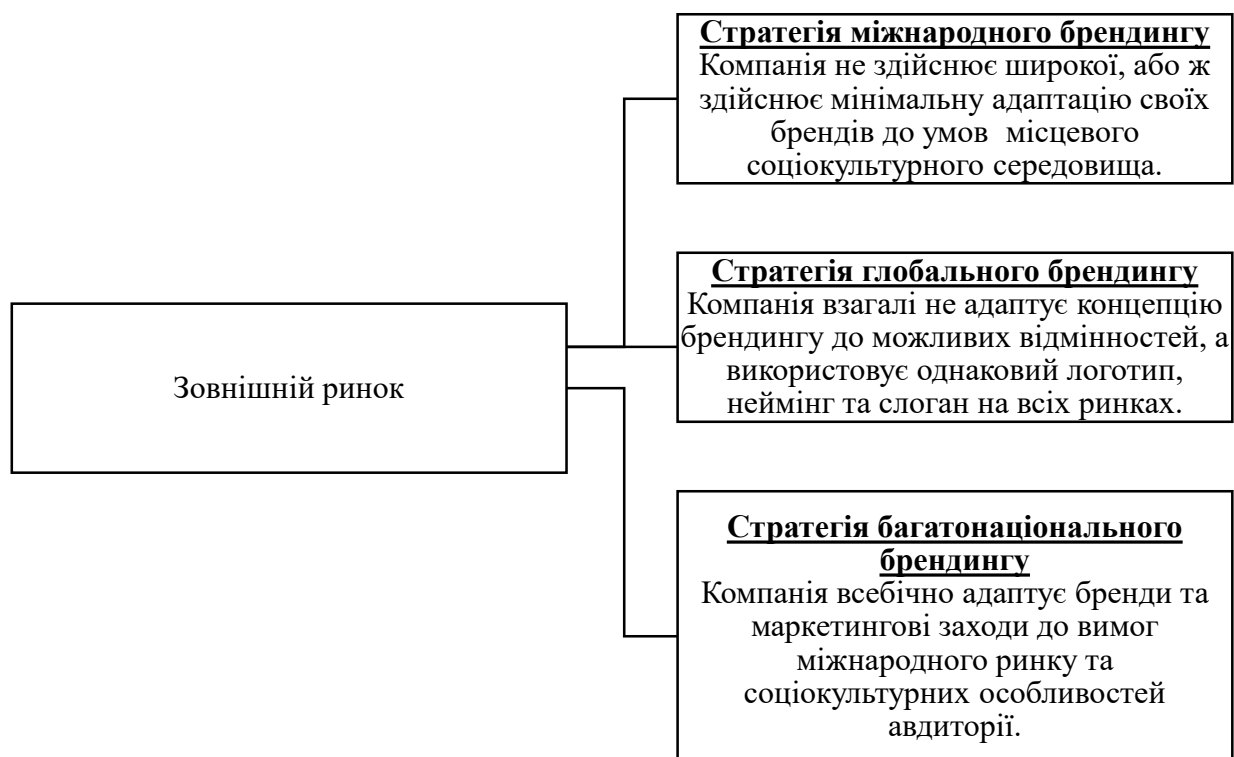 Стратегія міжнародного брендингу
Компанія не здійснює широкої, або ж
здійснює мінімальну адаптацію своїх
брендів до умов  місцевого
соціокультурного середовища.
Стратегія глобального брендингу
Компанія взагалі не адаптує концепцію
брендингу до можливих відмінностей, а
використовує однаковий логотип,
неймінг та слоган на всіх ринках.
Зовнішній ринок
Стратегія багатонаціонального
брендингу
Компанія всебічно адаптує бренди та
маркетингові заходи до вимог
міжнародного ринку та
соціокультурних особливостей
авдиторії.